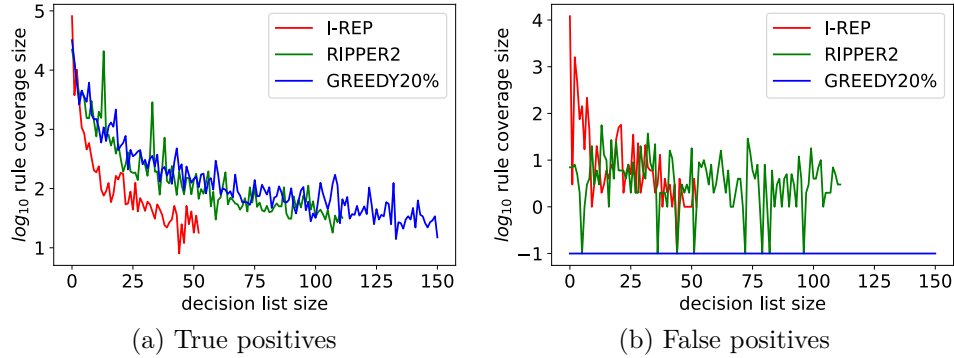 5
4
3
2
1
log₁₀ rule coverage size
I-REP
RIPPER2
GREEDY20%
0 25 50 75 100 125 150
decision list size
(a) True positives
4
3
2
1
0
−1
log₁₀ rule coverage size
I-REP
RIPPER2
GREEDY20%
0 25 50 75 100 125 150
decision list size
(b) False positives